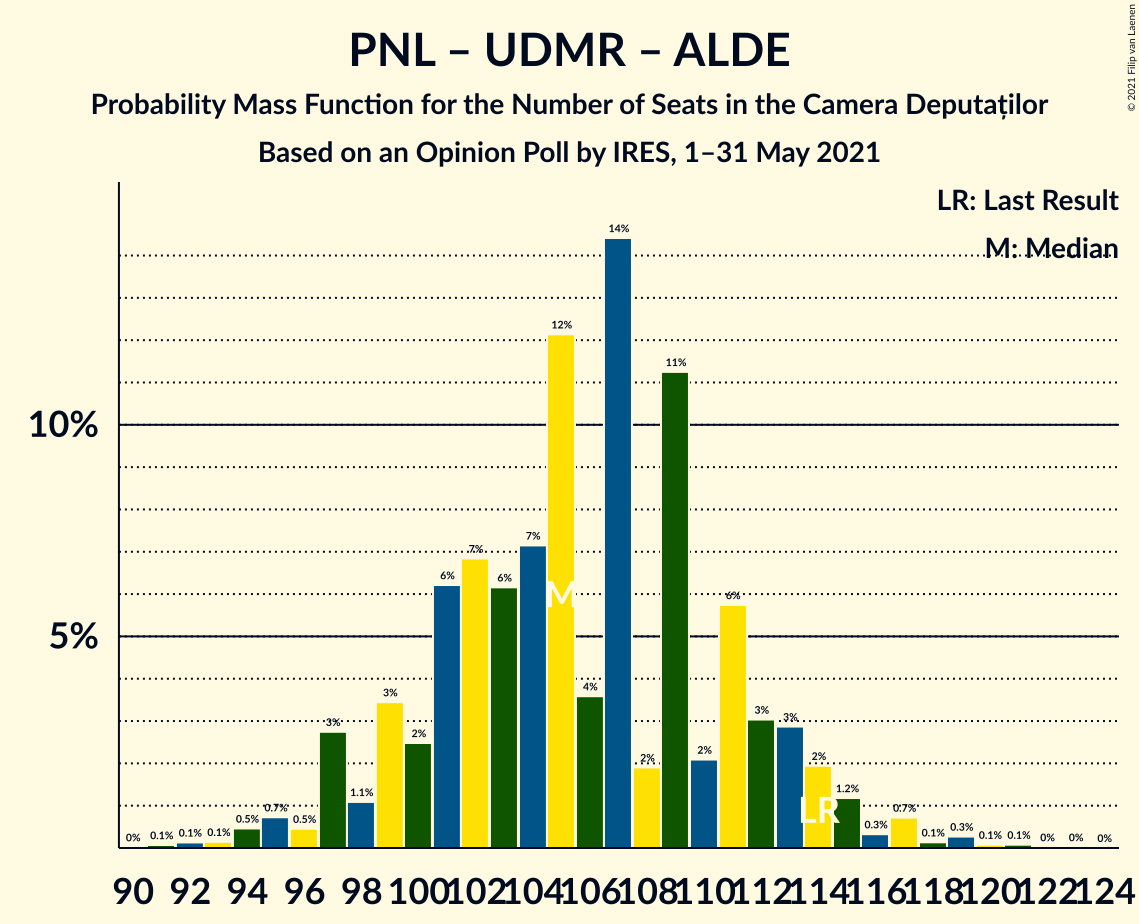 PNL – UDMR – ALDE
Probability Mass Function for the Number of Seats in the Camera Deputaților
Based on an Opinion Poll by IRES, 1–31 May 2021
© 2021 Filip van Laenen
LR: Last Result
M: Median
10%
5%
0% 0.1% 0.1% 0.1% 0.5% 0.7% 0.5% 3% 1.1% 3% 2% 6% 7% 6% 7% 12% 4% 14% 2% 11% 2% 6% 3% 3% 2% 1.2% 0.3% 0.7% 0.1% 0.3% 0.1% 0.1% 0% 0% 0%
M
LR
90 92 94 96 98 100 102 104 106 108 110 112 114 116 118 120 122 124